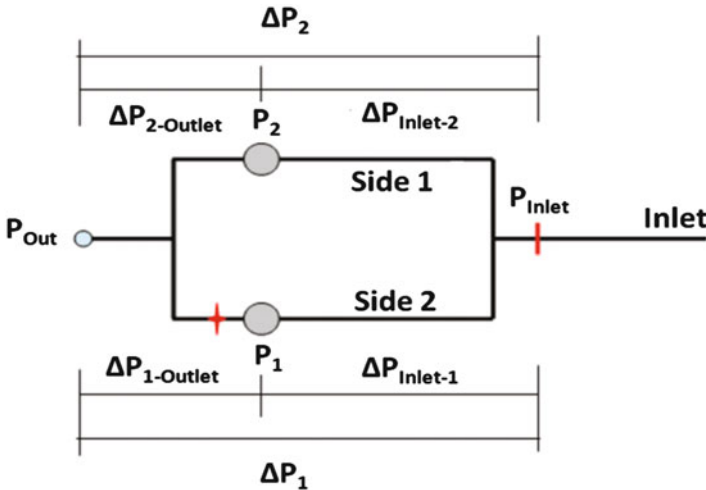 ΔP₂
ΔP₂₋Outlet P₂ ΔPInlet-2
Side 1
PInlet
POut Inlet
Side 2
P₁
ΔP₁₋Outlet ΔPInlet-1
ΔP₁